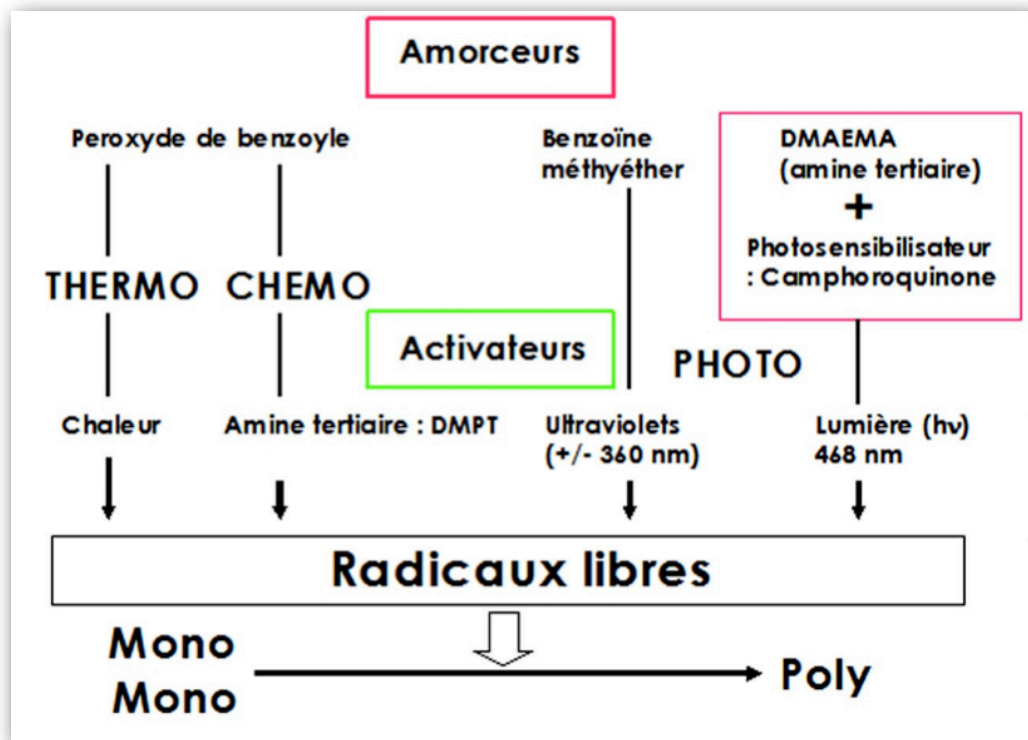 Amorceurs
Peroxyde de benzoyle
Benzoïne
méthyéther
DMAEMA
(amine tertiaire)
+
Photosensibilisateur
: Camphoroquinone
THERMO CHEMO
Activateurs
PHOTO
Chaleur
Amine tertiaire : DMPT
Ultraviolets
(+/- 360 nm)
Lumière (hν)
468 nm
Radicaux libres
Mono
Mono
Poly